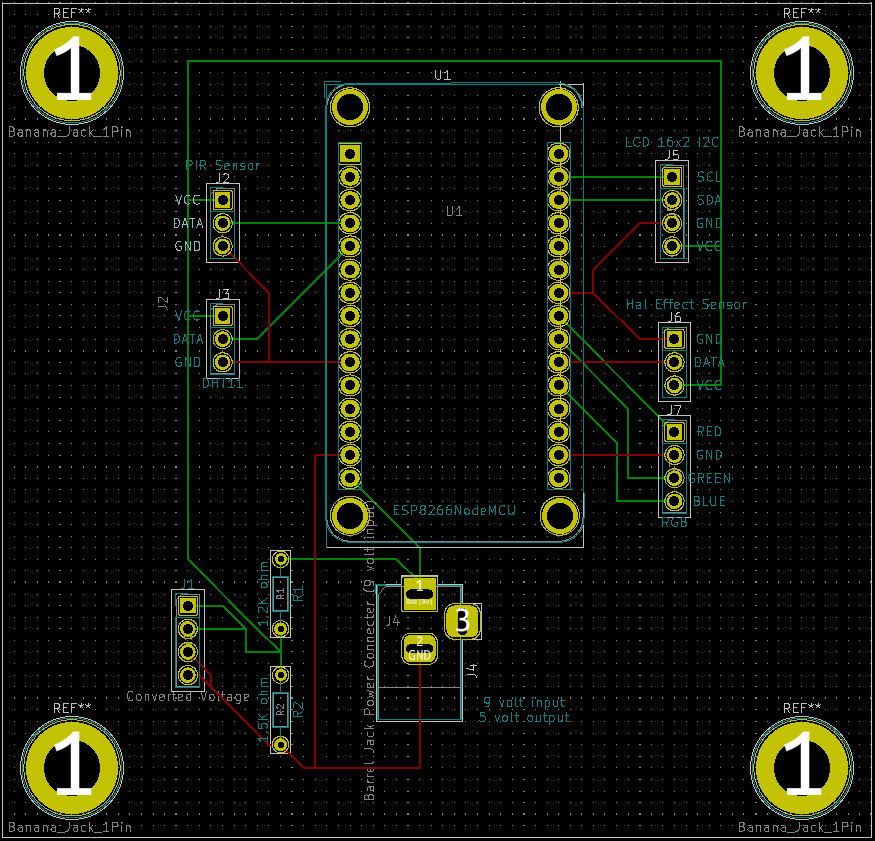 REF**
REF**
1
1
Banana_Jack_1Pin
Banana_Jack_1Pin
U1
LCD 16x2 I2C
J5
SCL
SDA
GND
VCC
PIR Sensor
J2
VCC
DATA
GND
U1
J2
J3
VCC
DATA
GND
DHT11
Hal Effect Sensor
J6
GND
DATA
VCC
J7
RED
GND
GREEN
BLUE
RGB
ESP8266NodeMCU
Barrel Jack Power Connecter (9 volt input)
1.2K ohm
R1
R1
J1
1
J4
3
2
GND
J4
Converted Voltage
1.5K ohm
R2
R2
9 volt input
5 volt output
REF**
REF**
1
1
Banana_Jack_1Pin
Banana_Jack_1Pin